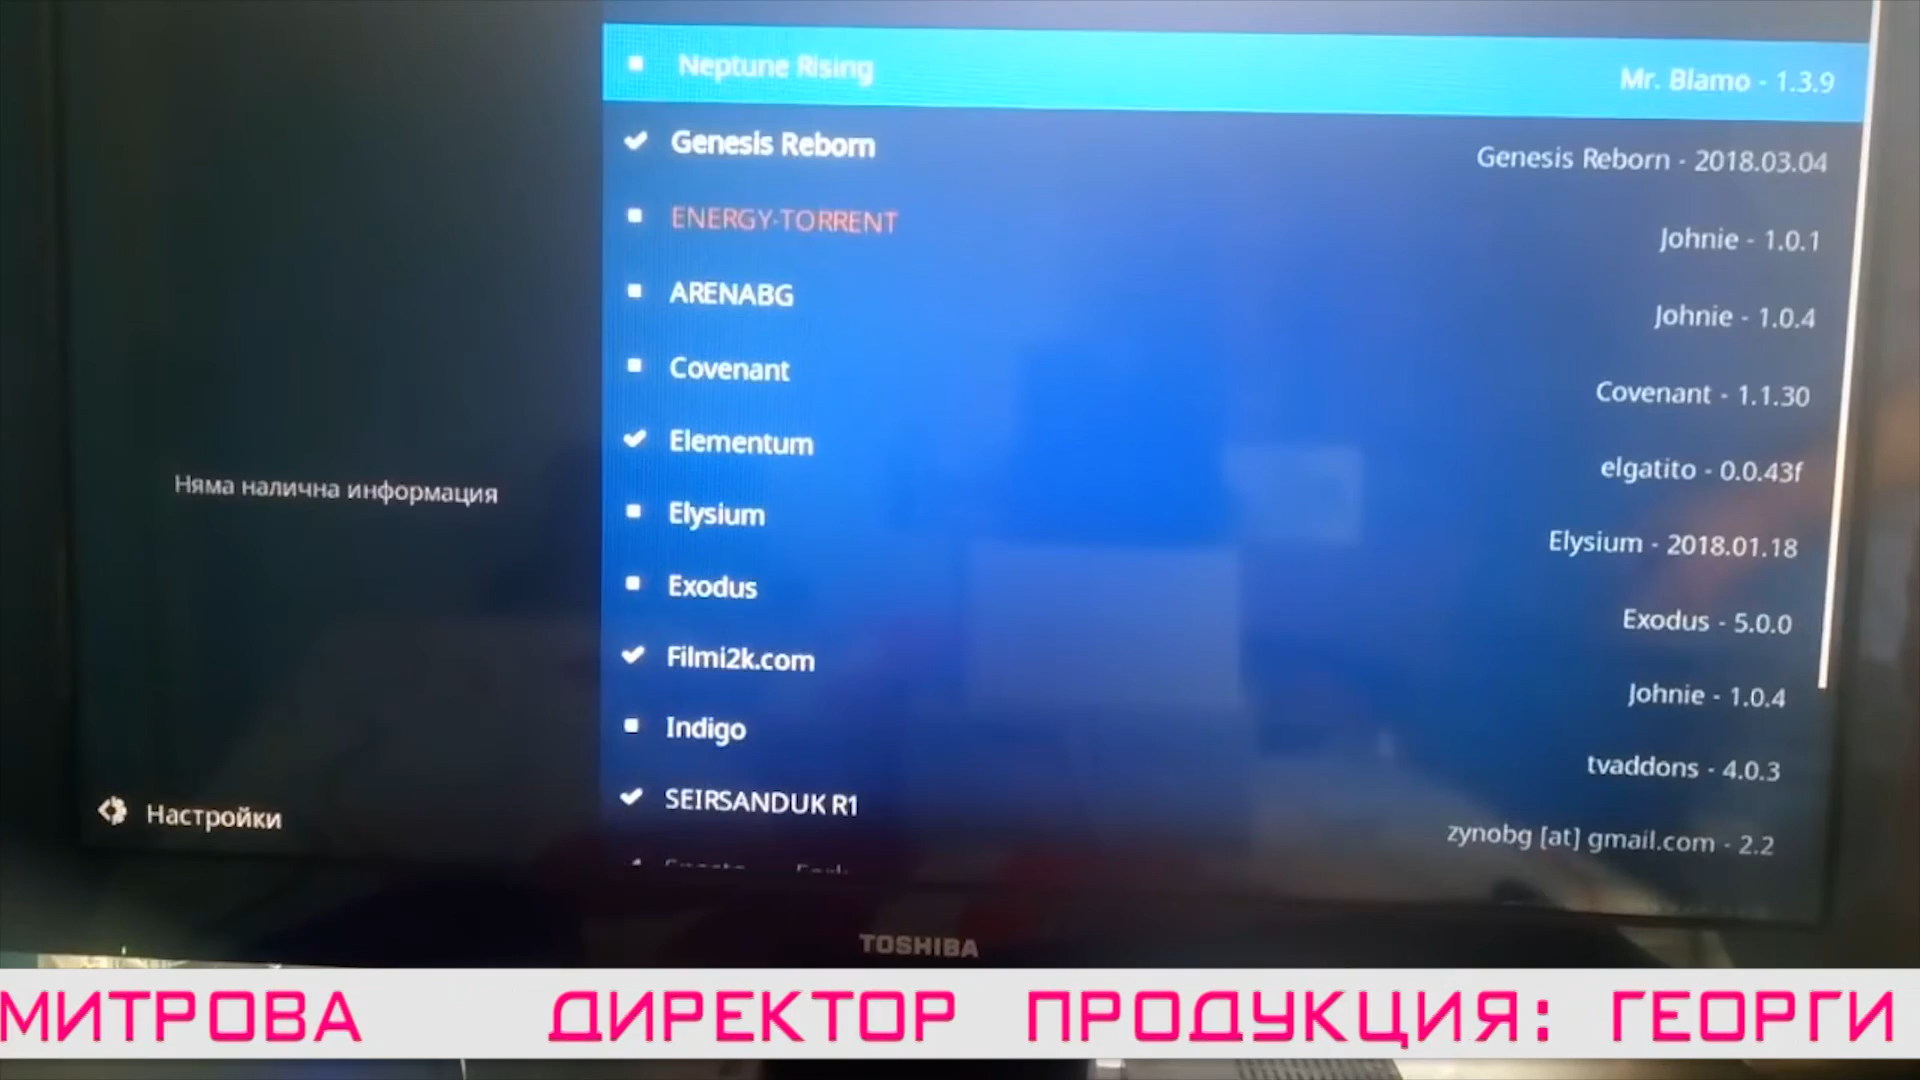 Neptune Rising Mr. Blamo - 1.3.9
Genesis Reborn Genesis Reborn - 2018.03.04
ENERGY-TORRENT Johnie - 1.0.1
ARENABG Johnie - 1.0.4
Covenant Covenant - 1.1.30
Elementum elgatito - 0.0.43f
Няма налична информация
Elysium Elysium - 2018.01.18
Exodus Exodus - 5.0.0
Filmi2k.com Johnie - 1.0.4
Indigo tvaddons - 4.0.3
SEIRSANDUK R1 zynobg [at] gmail.com - 2.2
Настройки
TOSHIBA
МИТРОВА ДИРЕКТОР ПРОДУКЦИЯ: ГЕОРГИ